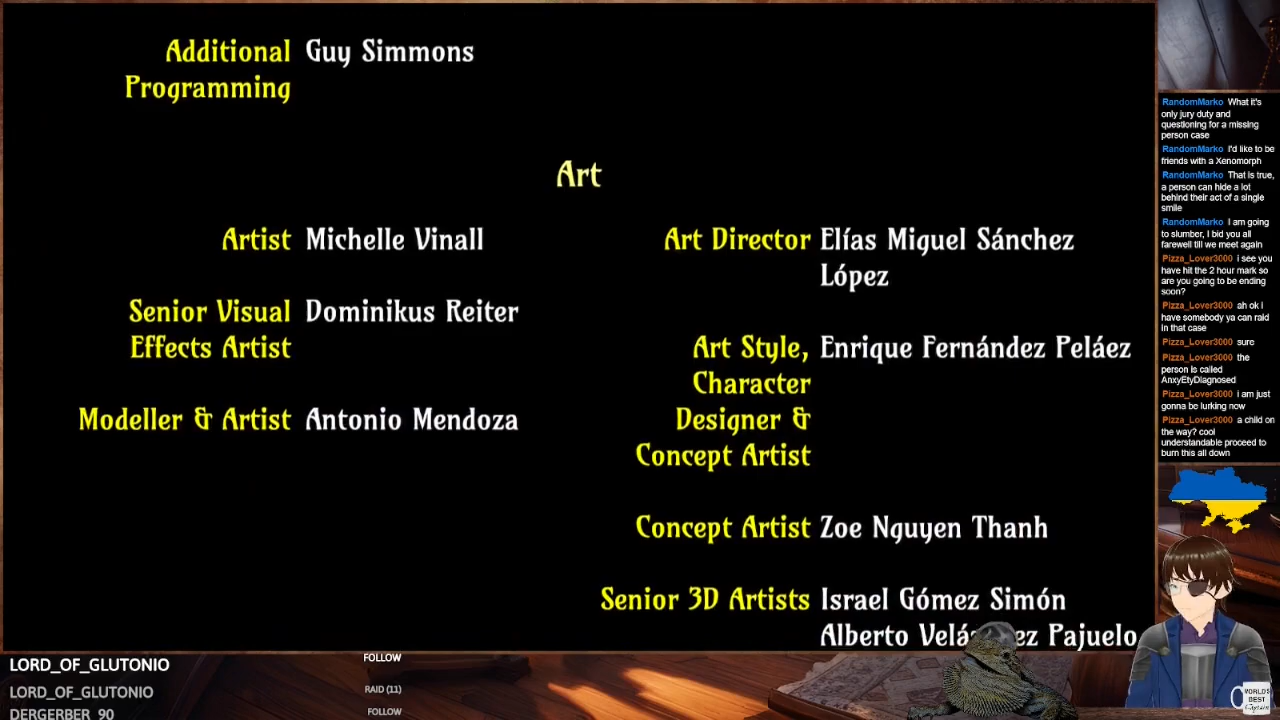 Additional Guy Simmons
Programming
Art
Artist Michelle Vinall
Senior Visual Dominikus Reiter
Effects Artist
Modeller & Artist Antonio Mendoza
Art Director Elías Miguel Sánchez
López
Art Style, Enrique Fernández Peláez
Character
Designer &
Concept Artist
Concept Artist Zoe Nguyen Thanh
Senior 3D Artists Israel Gómez Simón
Alberto Pajuelo
RandomMarko What it's
only jury duty and
questioning for a missing
person case
RandomMarko I'd like to be
friends with a Xenomorph
RandomMarko That is true,
a person can hide a lot
behind their act of a single
smile
RandomMarko I am going
to slumber, I bid you all
farewell till we meet again
Pizza_Lover3000 i see you
have hit the 2 hour mark so
are you going to be ending
soon?
Pizza_Lover3000 ah ok i
have somebody ya can raid
in that case
Pizza_Lover3000 sure
Pizza_Lover3000 the
person is called
AnxyEtyDiagnosed
Pizza_Lover3000 i am just
gonna be lurking now
Pizza_Lover3000 a child on
the way? cool
understandable proceed to
burn this all down
LORD_OF_GLUTONIO FOLLOW
LORD_OF_GLUTONIO RAID (11)
DERGERBER_90 FOLLOW
WORLD'S
BEST
Captain